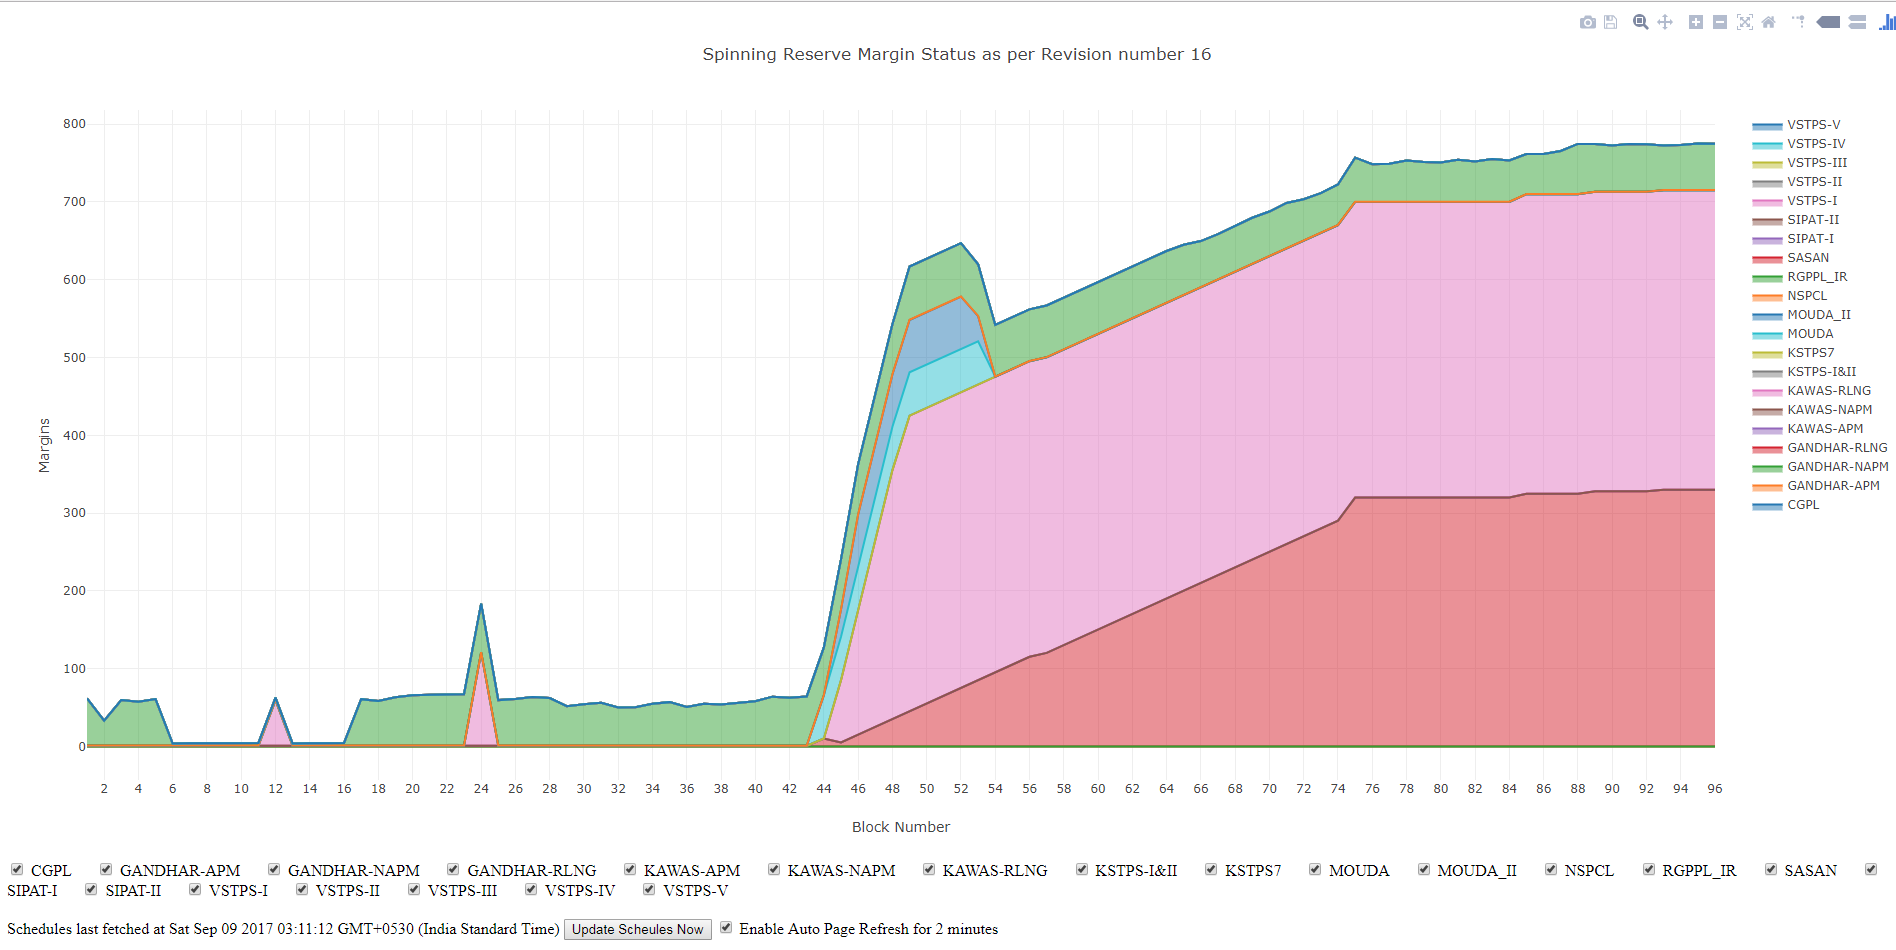 Spinning Reserve Margin Status as per Revision number 16
800
700
600
500
400
300
200
100
0
Margins
2 4 6 8 10 12 14 16 18 20 22 24 26 28 30 32 34 36 38 40 42 44 46 48 50 52 54 56 58 60 62 64 66 68 70 72 74 76 78 80 82 84 86 88 90 92 94 96
Block Number
VSTPS-V
VSTPS-IV
VSTPS-III
VSTPS-II
VSTPS-I
SIPAT-II
SIPAT-I
SASAN
RGPPL_IR
NSPCL
MOUDA_II
MOUDA
KSTPS7
KSTPS-I&II
KAWAS-RLNG
KAWAS-NAPM
KAWAS-APM
GANDHAR-RLNG
GANDHAR-NAPM
GANDHAR-APM
CGPL
CGPL GANDHAR-APM GANDHAR-NAPM GANDHAR-RLNG KAWAS-APM KAWAS-NAPM KAWAS-RLNG KSTPS-I&II KSTPS7 MOUDA MOUDA_II NSPCL RGPPL_IR SASAN
SIPAT-I SIPAT-II VSTPS-I VSTPS-II VSTPS-III VSTPS-IV VSTPS-V
Schedules last fetched at Sat Sep 09 2017 03:11:12 GMT+0530 (India Standard Time) Update Scheules Now Enable Auto Page Refresh for 2 minutes